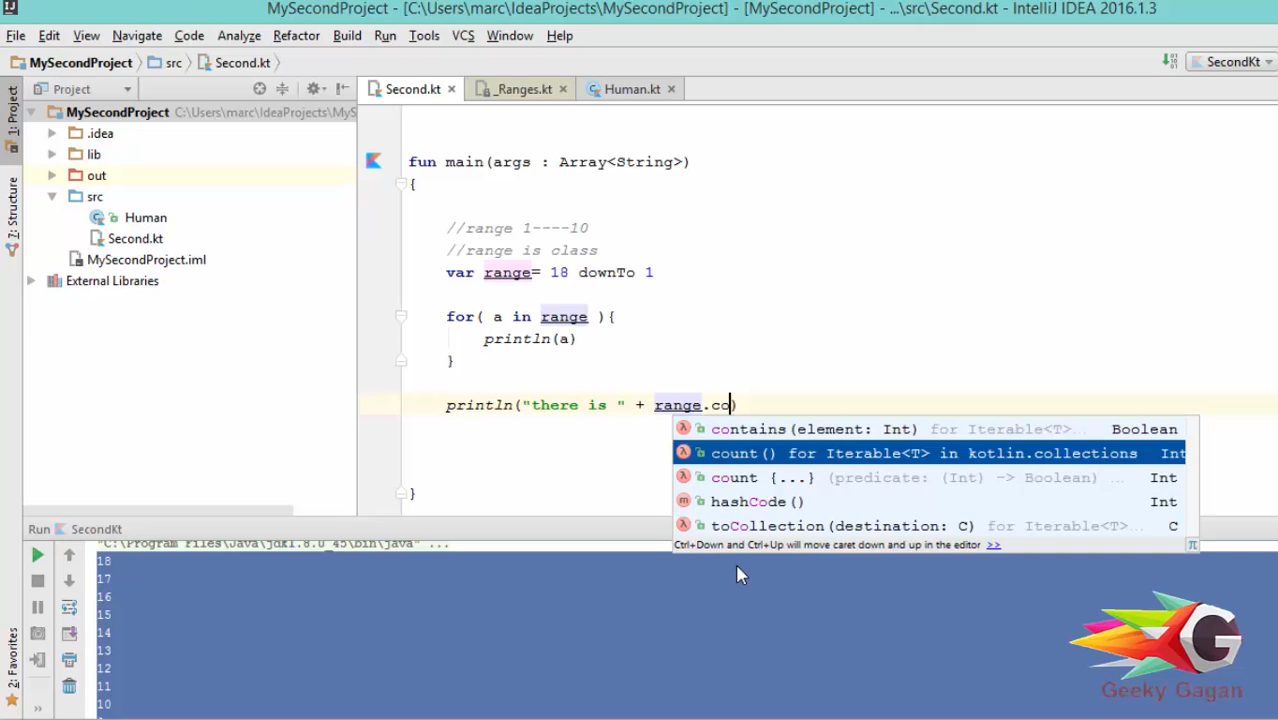 MySecondProject - [C:\Users\marc\IdeaProjects\MySecondProject] - [MySecondProject] - ...\src\Second.kt - IntelliJ IDEA 2016.1.3
File Edit View Navigate Code Analyze Refactor Build Run Tools VCS Window Help
MySecondProject src Second.kt SecondKt
Project Second.kt _Ranges.kt Human.kt
1: Project
7: Structure
2: Favorites
MySecondProject C:\Users\marc\IdeaProjects\MyS
.idea
lib
out
src
Human
Second.kt
MySecondProject.iml
External Libraries
fun main(args : Array<String>)
{
//range 1----10
//range is class
var range= 18 downTo 1
for( a in range ){
println(a)
}
println("there is " + range.co)
contains(element: Int) for Iterable<T>... Boolean
count() for Iterable<T> in kotlin.collections Int
count {...} (predicate: (Int) -> Boolean) Int
hashCode() Int
toCollection(destination: C) for Iterable<T>... C
Ctrl+Down and Ctrl+Up will move caret down and up in the editor >>
}
Run SecondKt
"C:\Program Files\Java\jdk1.8.0_45\bin\java" ...
18
17
16
15
14
13
12
11
10
G
Geeky Gagan